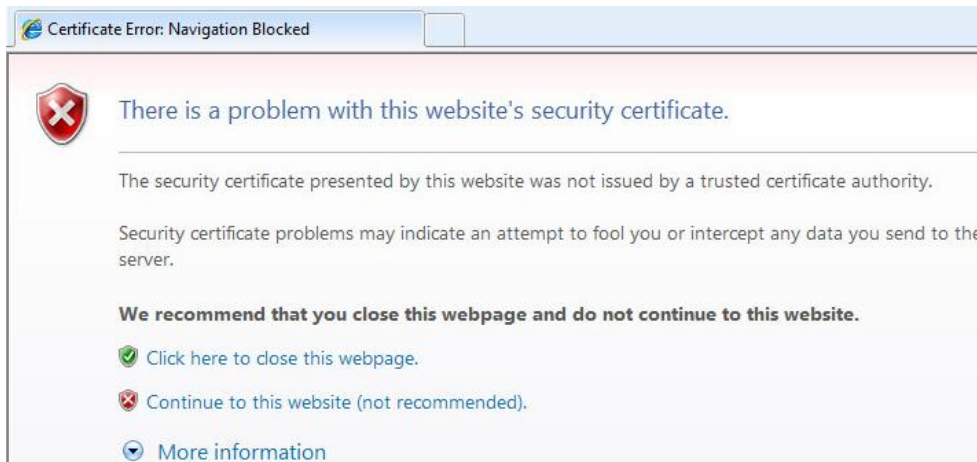 Certificate Error: Navigation Blocked
There is a problem with this website's security certificate.
The security certificate presented by this website was not issued by a trusted certificate authority.
Security certificate problems may indicate an attempt to fool you or intercept any data you send to the
server.
We recommend that you close this webpage and do not continue to this website.
Click here to close this webpage.
Continue to this website (not recommended).
More information